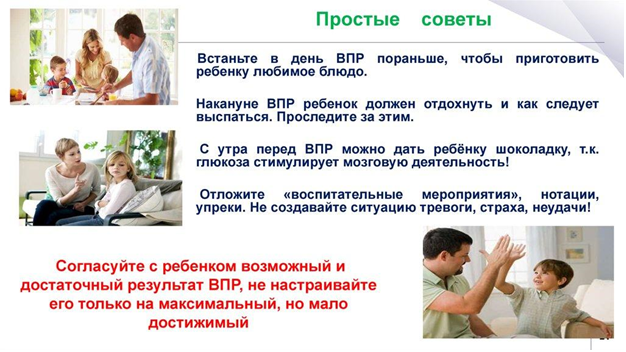 Простые советы
Встаньте в день ВПР пораньше, чтобы приготовить
ребенку любимое блюдо.
Накануне ВПР ребенок должен отдохнуть и как следует
выспаться. Проследите за этим.
С утра перед ВПР можно дать ребёнку шоколадку, т.к.
глюкоза стимулирует мозговую деятельность!
Отложите «воспитательные мероприятия», нотации,
упреки. Не создавайте ситуацию тревоги, страха, неудачи!
Согласуйте с ребенком возможный и
достаточный результат ВПР, не настраивайте
его только на максимальный, но мало
достижимый